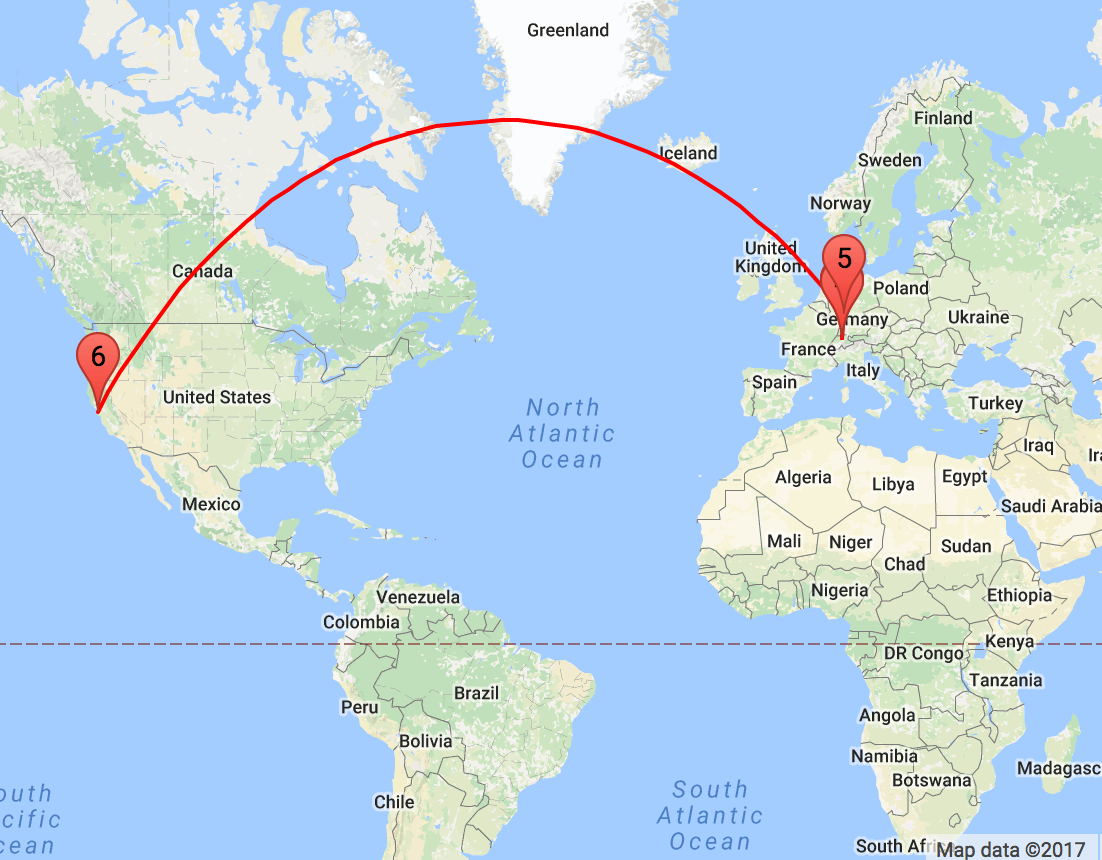 Greenland
Finland
Iceland
Sweden
Norway
United
Kingdom
5
Canada
Poland
Germany
Ukraine
6
France
Italy
United States
Spain
Turkey
North
Atlantic
Ocean
Iraq
Ira
Algeria
Libya
Egypt
Mexico
Saudi Arabia
Mali
Niger
Sudan
Chad
Venezuela
Nigeria
Ethiopia
Colombia
Kenya
DR Congo
Tanzania
Brazil
Peru
Angola
Bolivia
Namibia
Madagasc
Botswana
outh
cific
cean
South
Atlantic
Ocean
Chile
South Afri
Map data ©2017